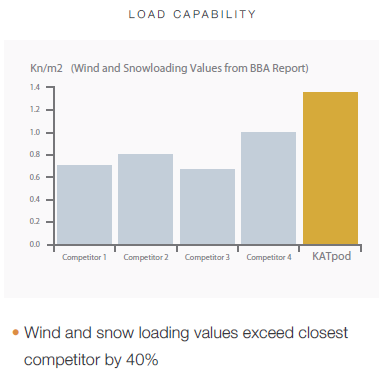 LOAD CAPABILITY
Kn/m2 (Wind and Snowloading Values from BBA Report)
1.4
1.2
1.0
0.8
0.6
0.4
0.2
0.0
Competitor 1 Competitor 2 Competitor 3 Competitor 4 KATpod
• Wind and snow loading values exceed closest
competitor by 40%